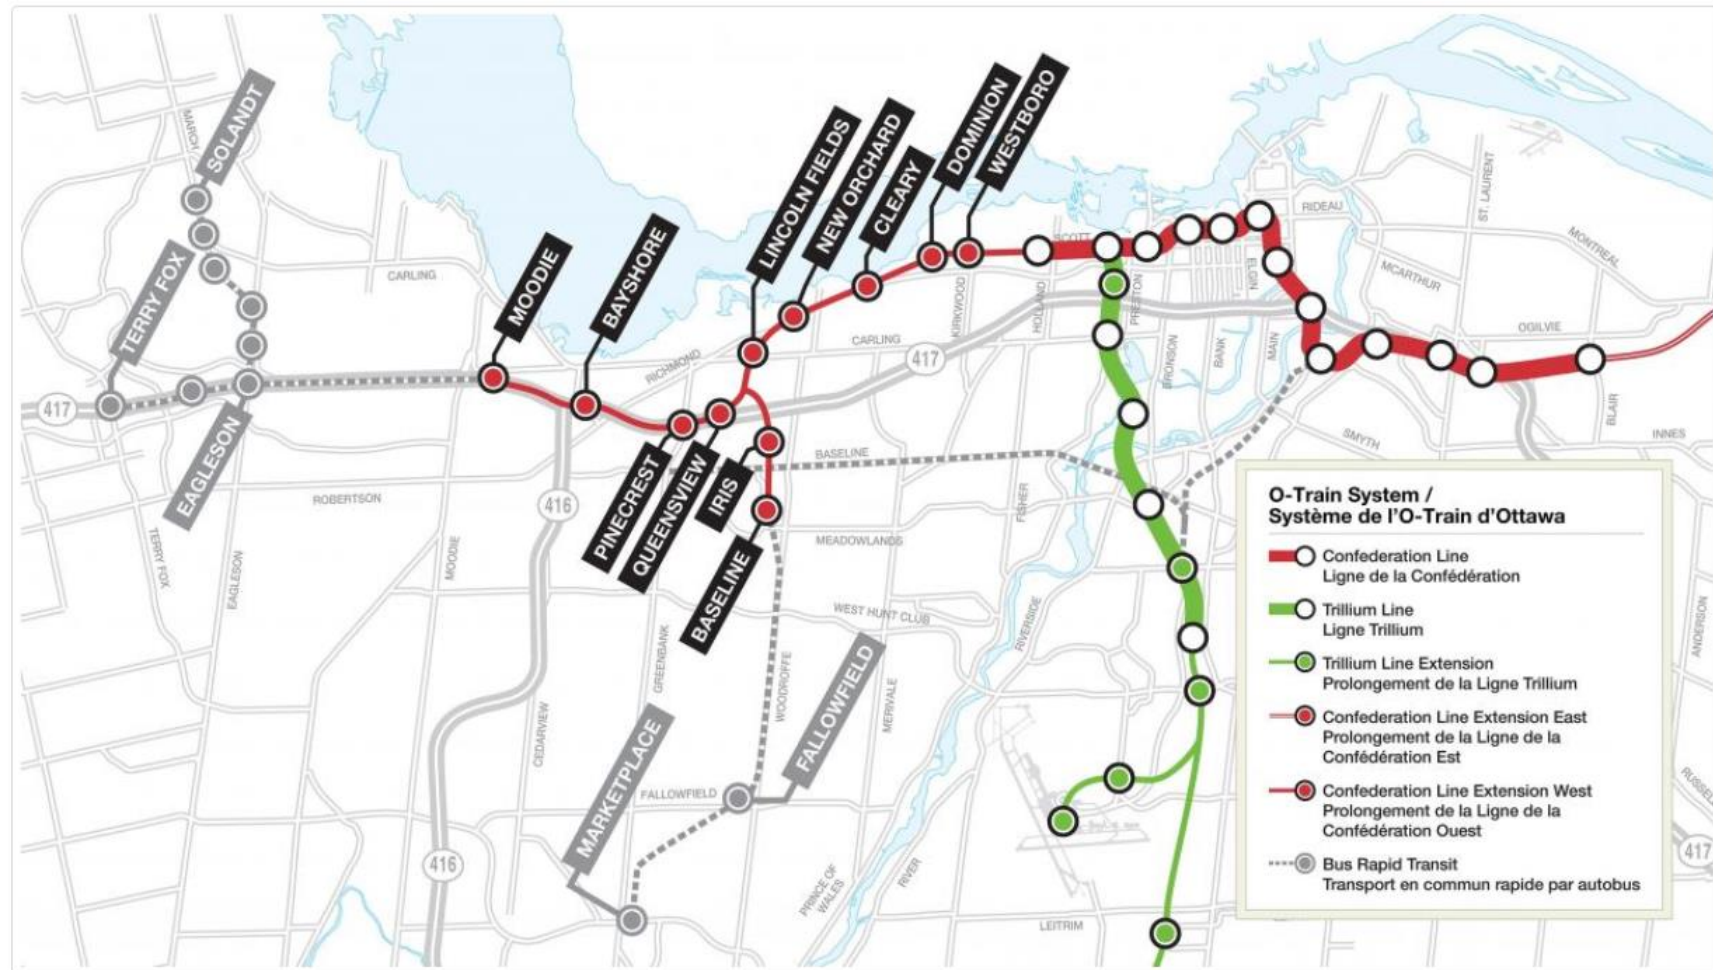 SOLANDT
MARCH
TERRY FOX
CARLING
417
EAGLESON
ROBERTSON
TERRY FOX
EAGLESON
MOODIE
MOODIE
BAYSHORE
416
PINECREST
QUEENSVIEW
IRIS
BASELINE
LINCOLN FIELDS
NEW ORCHARD
CLEARY
DOMINION
WESTBORO
RICHMOND
CARLING
417
KIRKWOOD
HOLLAND
SCOTT
PRESTON
BRONSON
BANK
MAIN
ELGIN
RIDEAU
ST. LAURENT
MONTREAL
MCARTHUR
OGILVIE
BLAIR
INNES
SMYTH
BASELINE
MEADOWLANDS
FISHER
WEST HUNT CLUB
RIVERSIDE
GREENBANK
WOODROFFE
MERIVALE
CEDARVIEW
FALLOWFIELD
FALLOWFIELD
MARKETPLACE
416
PRINCE OF
WALES
RIVER
LEITRIM
ANDERSON
RUSSELL
417
O-Train System /
Système de l'O-Train d'Ottawa
Confederation Line
Ligne de la Confédération
Trillium Line
Ligne Trillium
Trillium Line Extension
Prolongement de la Ligne Trillium
Confederation Line Extension East
Prolongement de la Ligne de la
Confédération Est
Confederation Line Extension West
Prolongement de la Ligne de la
Confédération Ouest
Bus Rapid Transit
Transport en commun rapide par autobus